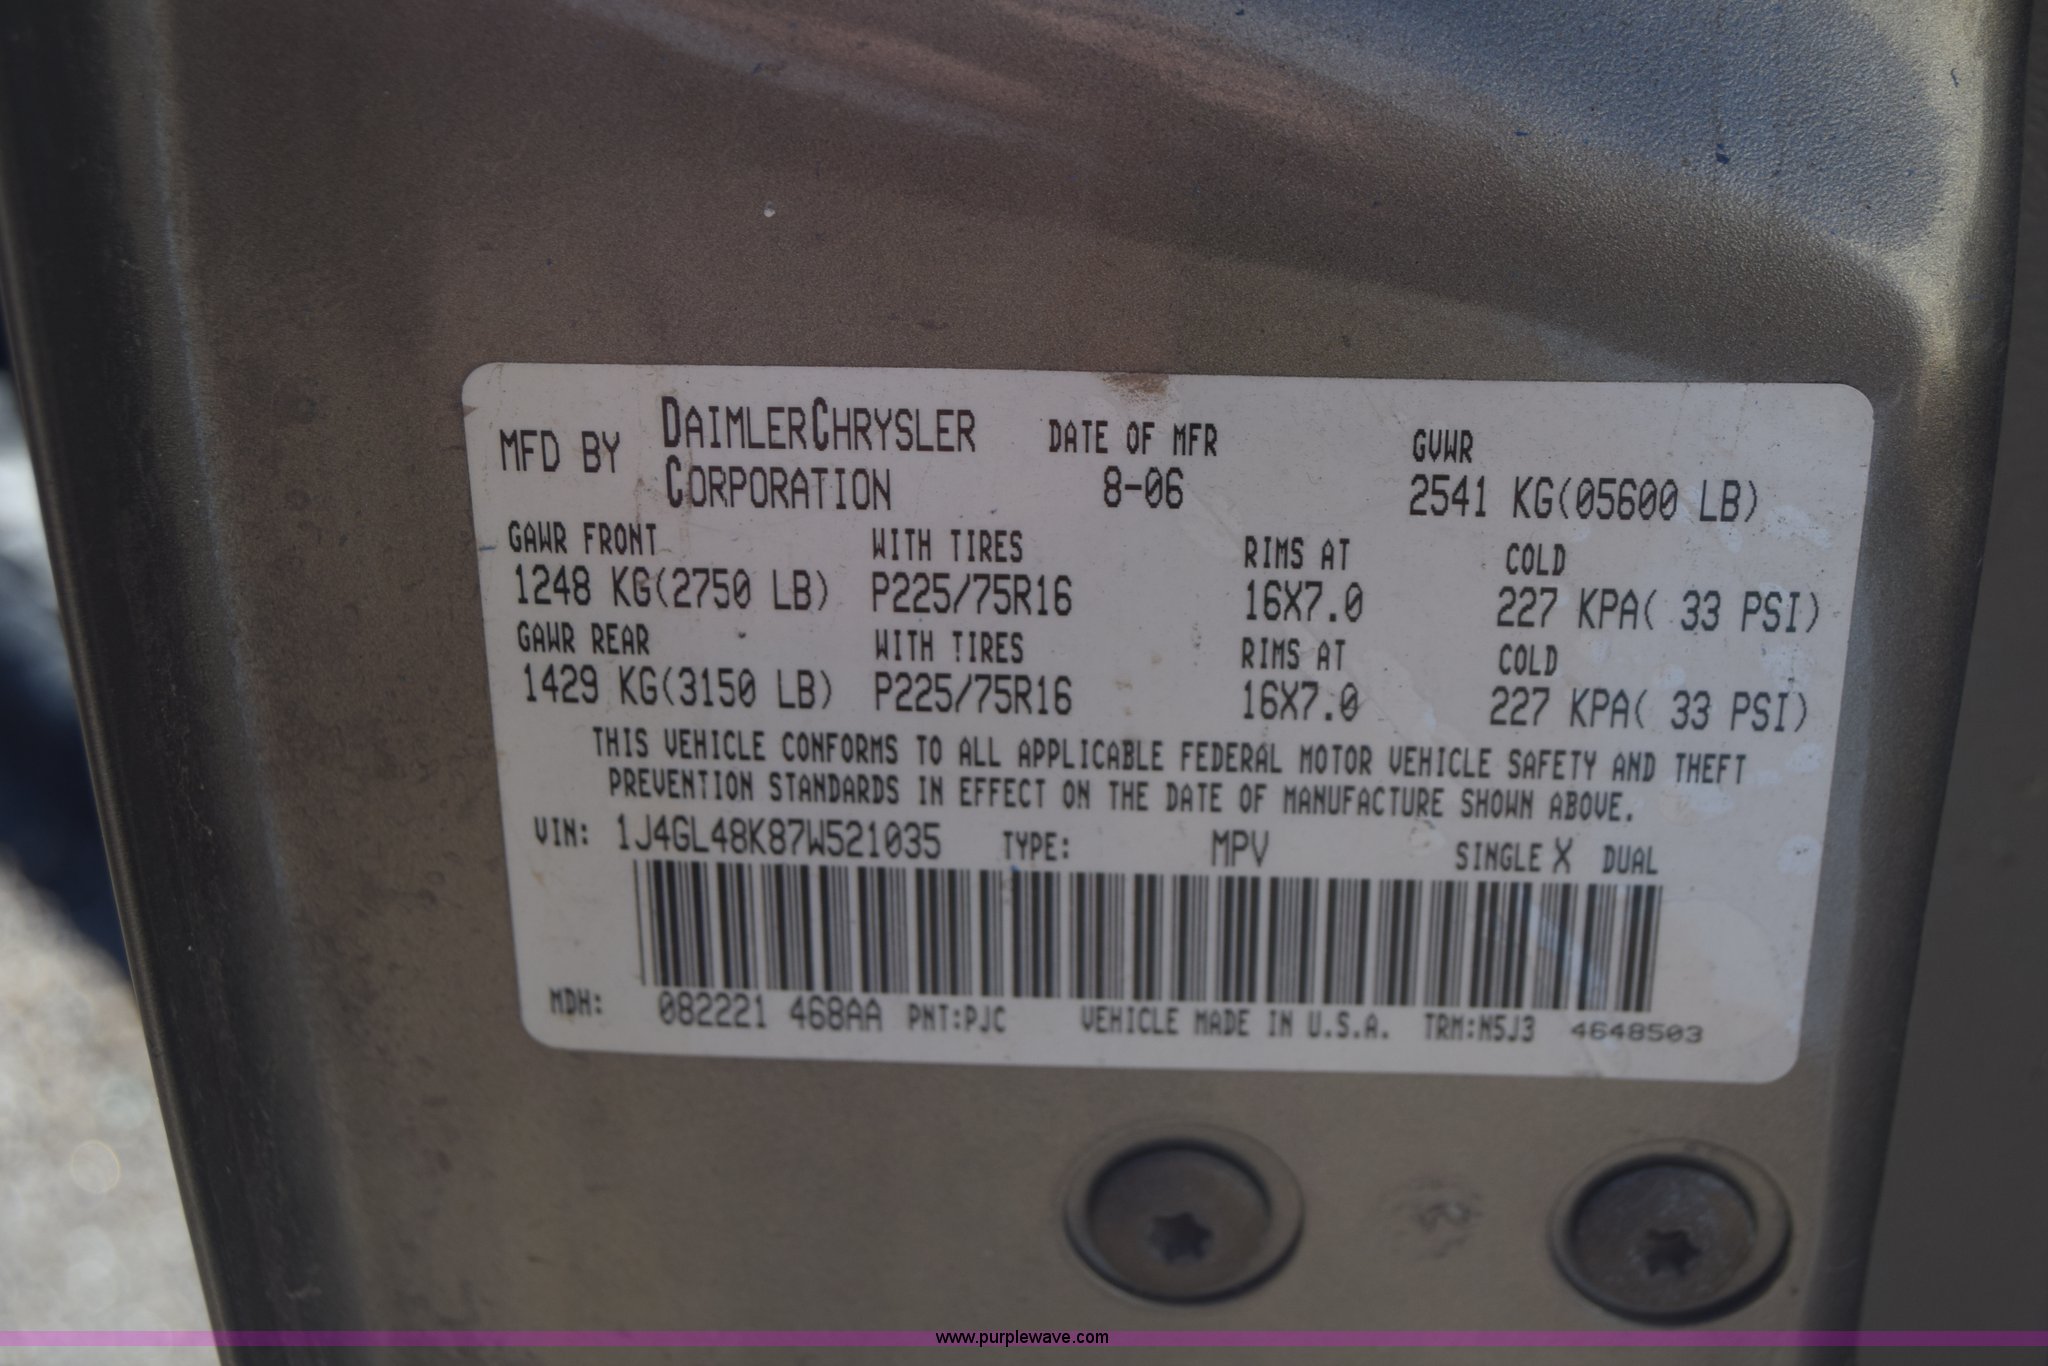 MFD BY DAIMLERCHRYSLER CORPORATION DATE OF MFR 8-06 GVWR 2541 KG(05600 LB)
GAWR FRONT WITH TIRES RIMS AT COLD
1248 KG(2750 LB) P225/75R16 16X7.0 227 KPA( 33 PSI)
GAWR REAR WITH TIRES RIMS AT COLD
1429 KG(3150 LB) P225/75R16 16X7.0 227 KPA( 33 PSI)
THIS VEHICLE CONFORMS TO ALL APPLICABLE FEDERAL MOTOR VEHICLE SAFETY AND THEFT
PREVENTION STANDARDS IN EFFECT ON THE DATE OF MANUFACTURE SHOWN ABOVE.
VIN: 1J4GL48K87W521035 TYPE: MPV SINGLE X DUAL
MDH: 082221 468AA PNT:PJC VEHICLE MADE IN U.S.A. TRM:N5J3 4648503
www.purplewave.com